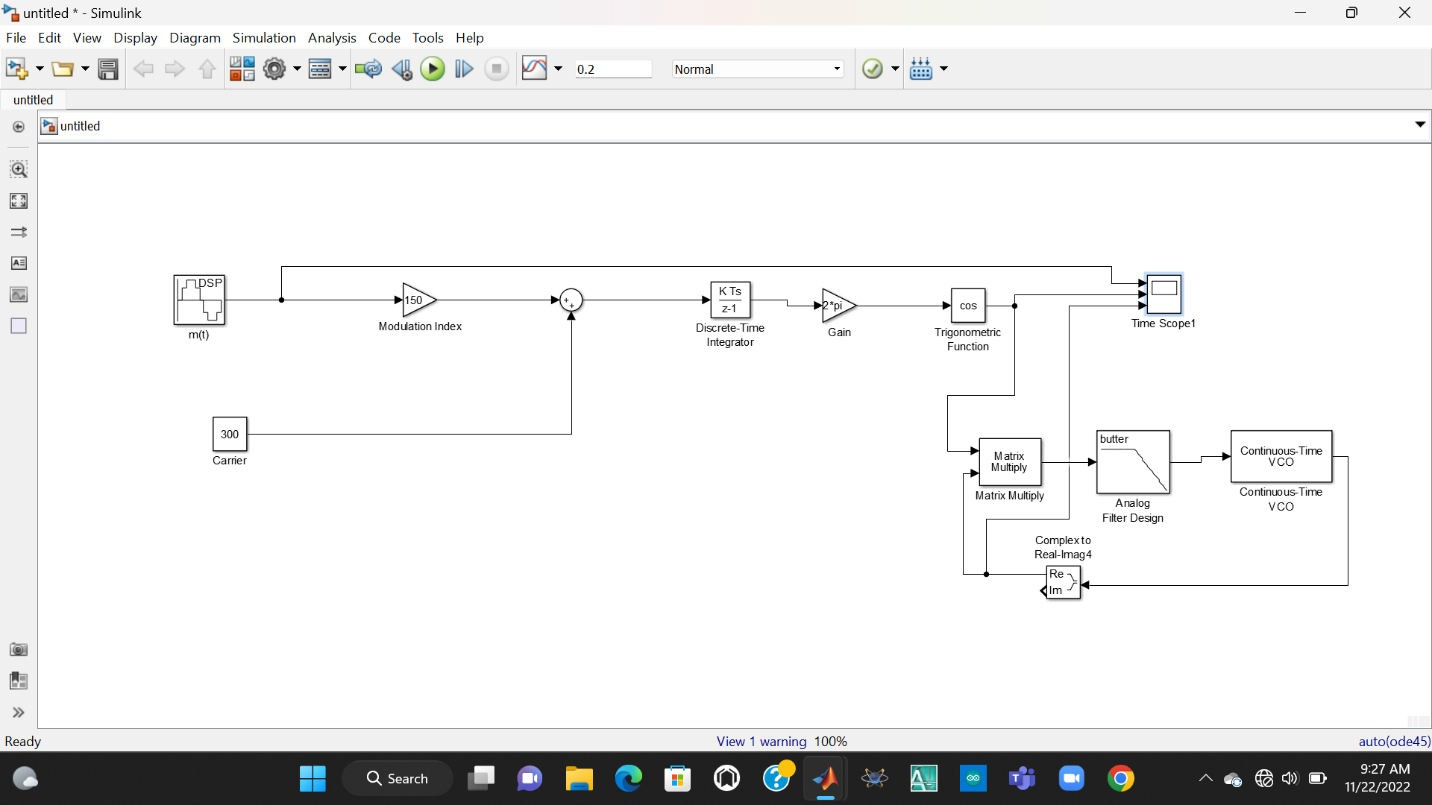 untitled * - Simulink
File Edit View Display Diagram Simulation Analysis Code Tools Help
0.2
Normal
untitled
untitled
DSP
m(t)
150
Modulation Index
+
+
K Ts
z-1
Discrete-Time
Integrator
2*pi
Gain
cos
Trigonometric
Function
Time Scope1
300
Carrier
Matrix
Multiply
Matrix Multiply
butter
Analog
Filter Design
Continuous-Time
VCO
Continuous-Time
VCO
Complex to
Real-Imag4
Re
Im
Ready
View 1 warning 100%
auto(ode45)
Search
9:27 AM
11/22/2022